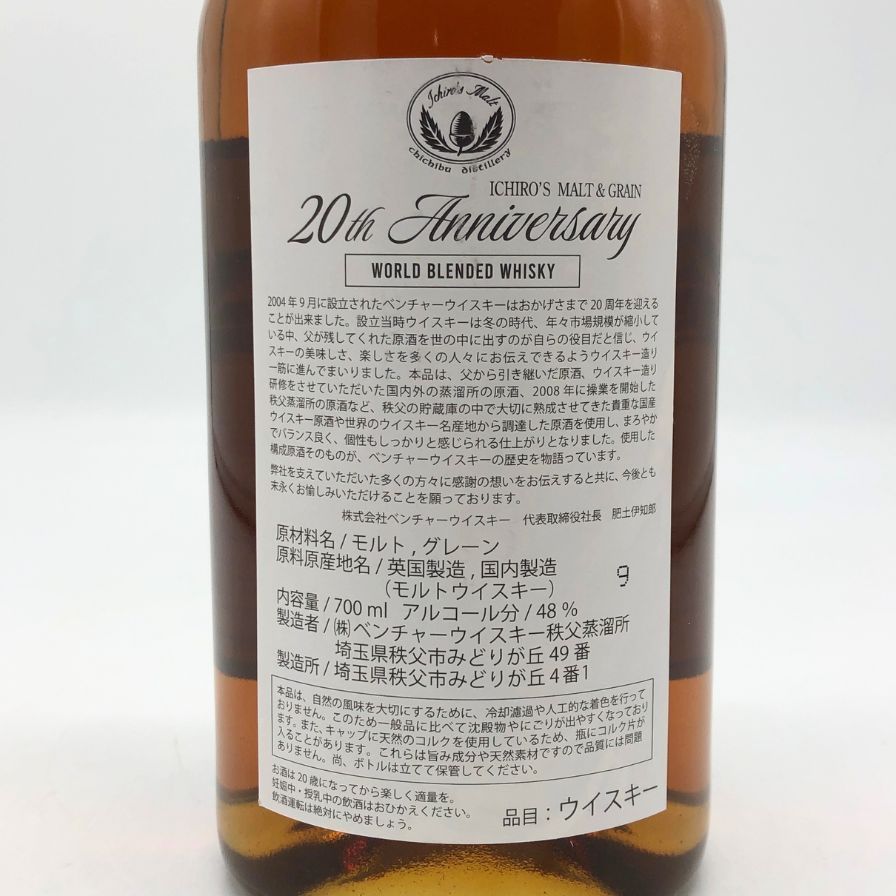 Ichiro's Malt
chichibu distillery
ICHIRO'S MALT & GRAIN
20th Anniversary
WORLD BLENDED WHISKY
2004年9月に設立されたベンチャーウイスキーはおかげさまで20周年を迎える
ことが出来ました。設立当時ウイスキーは冬の時代、年々市場規模が縮小して
いる中、父が残してくれた原酒を世の中に出すのが自らの役目だと信じ、ウイ
スキーの美味しさ、楽しさを多くの人々にお伝えできるようウイスキー造り
一筋に進んでまいりました。本品は、父から引き継いだ原酒、ウイスキー造り
研修をさせていただいた国内外の蒸溜所の原酒、2008年に操業を開始した
秩父蒸溜所の原酒など、秩父の貯蔵庫の中で大切に熟成させてきた貴重な国産
ウイスキー原酒や世界のウイスキー名産地から調達した原酒を使用し、まろやか
でバランス良く、個性もしっかりと感じられる仕上がりとなりました。使用した
構成原酒そのものが、ベンチャーウイスキーの歴史を物語っています。
弊社を支えていただいた多くの方々に感謝の想いをお伝えすると共に、今後とも
末永くお愉しみいただけることを願っております。
株式会社ベンチャーウイスキー 代表取締役社長 肥土伊知郎
原材料名 / モルト , グレーン
原料原産地名 / 英国製造 , 国内製造
(モルトウイスキー)
9
内容量 / 700 ml アルコール分 / 48 %
製造者 / ㈱ベンチャーウイスキー秩父蒸溜所
埼玉県秩父市みどりが丘 49 番
製造所 / 埼玉県秩父市みどりが丘 4 番 1
本品は、自然の風味を大切にするために、冷却濾過や人工的な着色を行って
おりません。このため一般品に比べて沈殿物やにごりが出やすくなっており
ます。また、キャップに天然のコルクを使用しているため、瓶にコルク片が
入ることがあります。これらは旨み成分や天然素材ですので品質には問題
ありません。尚、ボトルは立てて保管してください。
お酒は20歳になってから楽しく適量を。
妊娠中・授乳中の飲酒はおひかえください。
飲酒運転は絶対にやめましょう。
品目：ウイスキー